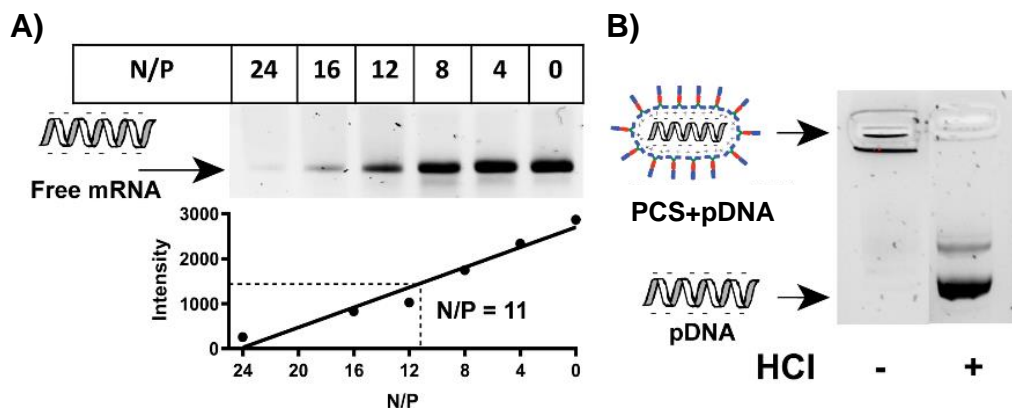 A)
N/P 24 16 12 8 4 0
Free mRNA
3000
2000
1000
0
Intensity
N/P = 11
24 20 16 12 8 4 0
N/P
B)
PCS+pDNA
pDNA
HCl - +